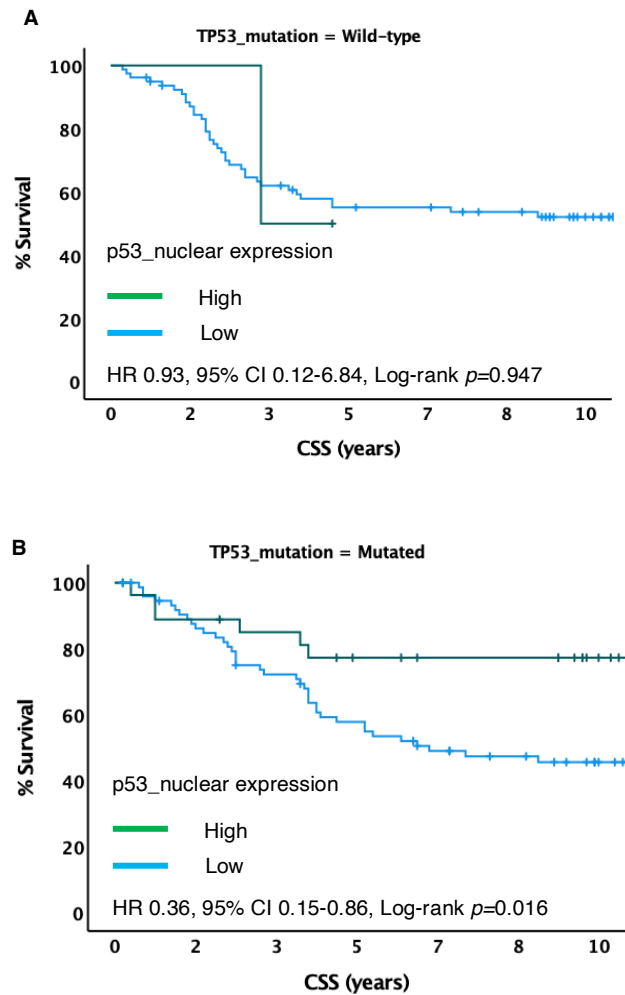 A
TP53_mutation = Wild-type
100
80
60
40
20
0
% Survival
p53_nuclear expression
High
Low
HR 0.93, 95% CI 0.12-6.84, Log-rank p=0.947
0 2 3 5 7 8 10
CSS (years)
B
TP53_mutation = Mutated
100
80
60
40
20
0
% Survival
p53_nuclear expression
High
Low
HR 0.36, 95% CI 0.15-0.86, Log-rank p=0.016
0 2 3 5 7 8 10
CSS (years)